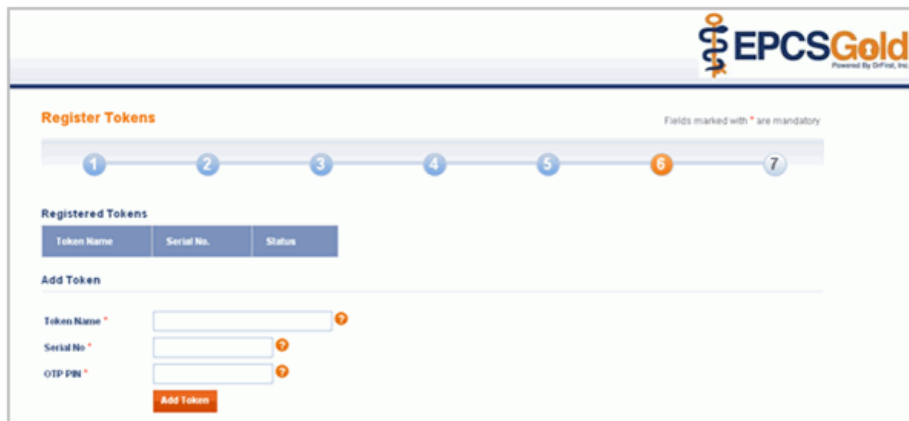 EPCSGold
Powered By DrFirst, Inc.
Register Tokens
Fields marked with * are mandatory
1 2 3 4 5 6 7
Registered Tokens
Token Name Serial No. Status
Add Token
Token Name *
Serial No *
OTP PIN *
Add Token